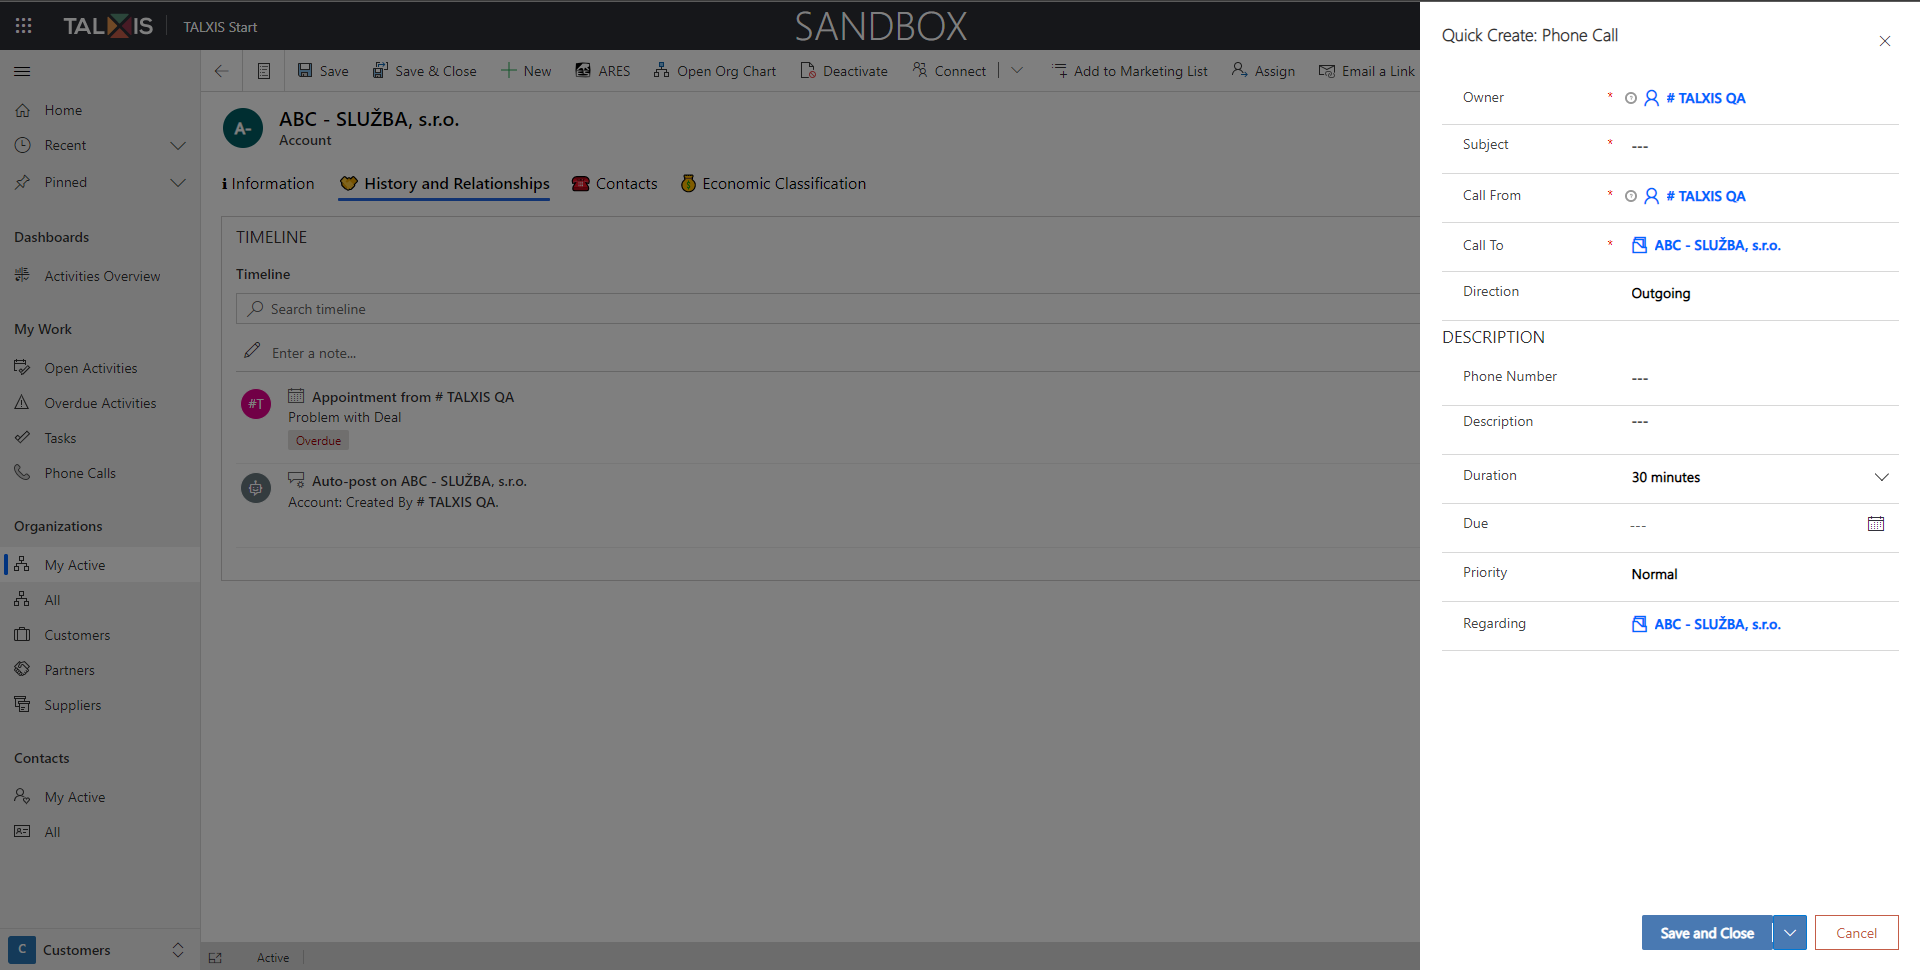 TALXIS
TALXIS Start
SANDBOX
Home
Recent
Pinned
Dashboards
Activities Overview
My Work
Open Activities
Overdue Activities
Tasks
Phone Calls
Organizations
My Active
All
Customers
Partners
Suppliers
Contacts
My Active
All
C Customers
Save
Save & Close
New
ARES
Open Org Chart
Deactivate
Connect
Add to Marketing List
Assign
Email a Link
A- ABC - SLUŽBA, s.r.o.
Account
Information
History and Relationships
Contacts
Economic Classification
TIMELINE
Timeline
Search timeline
Enter a note...
#T Appointment from # TALXIS QA
Problem with Deal
Overdue
Auto-post on ABC - SLUŽBA, s.r.o.
Account: Created By # TALXIS QA.
Active
Quick Create: Phone Call
Owner * # TALXIS QA
Subject * ---
Call From * # TALXIS QA
Call To * ABC - SLUŽBA, s.r.o.
Direction Outgoing
DESCRIPTION
Phone Number ---
Description ---
Duration 30 minutes
Due ---
Priority Normal
Regarding ABC - SLUŽBA, s.r.o.
Save and Close
Cancel